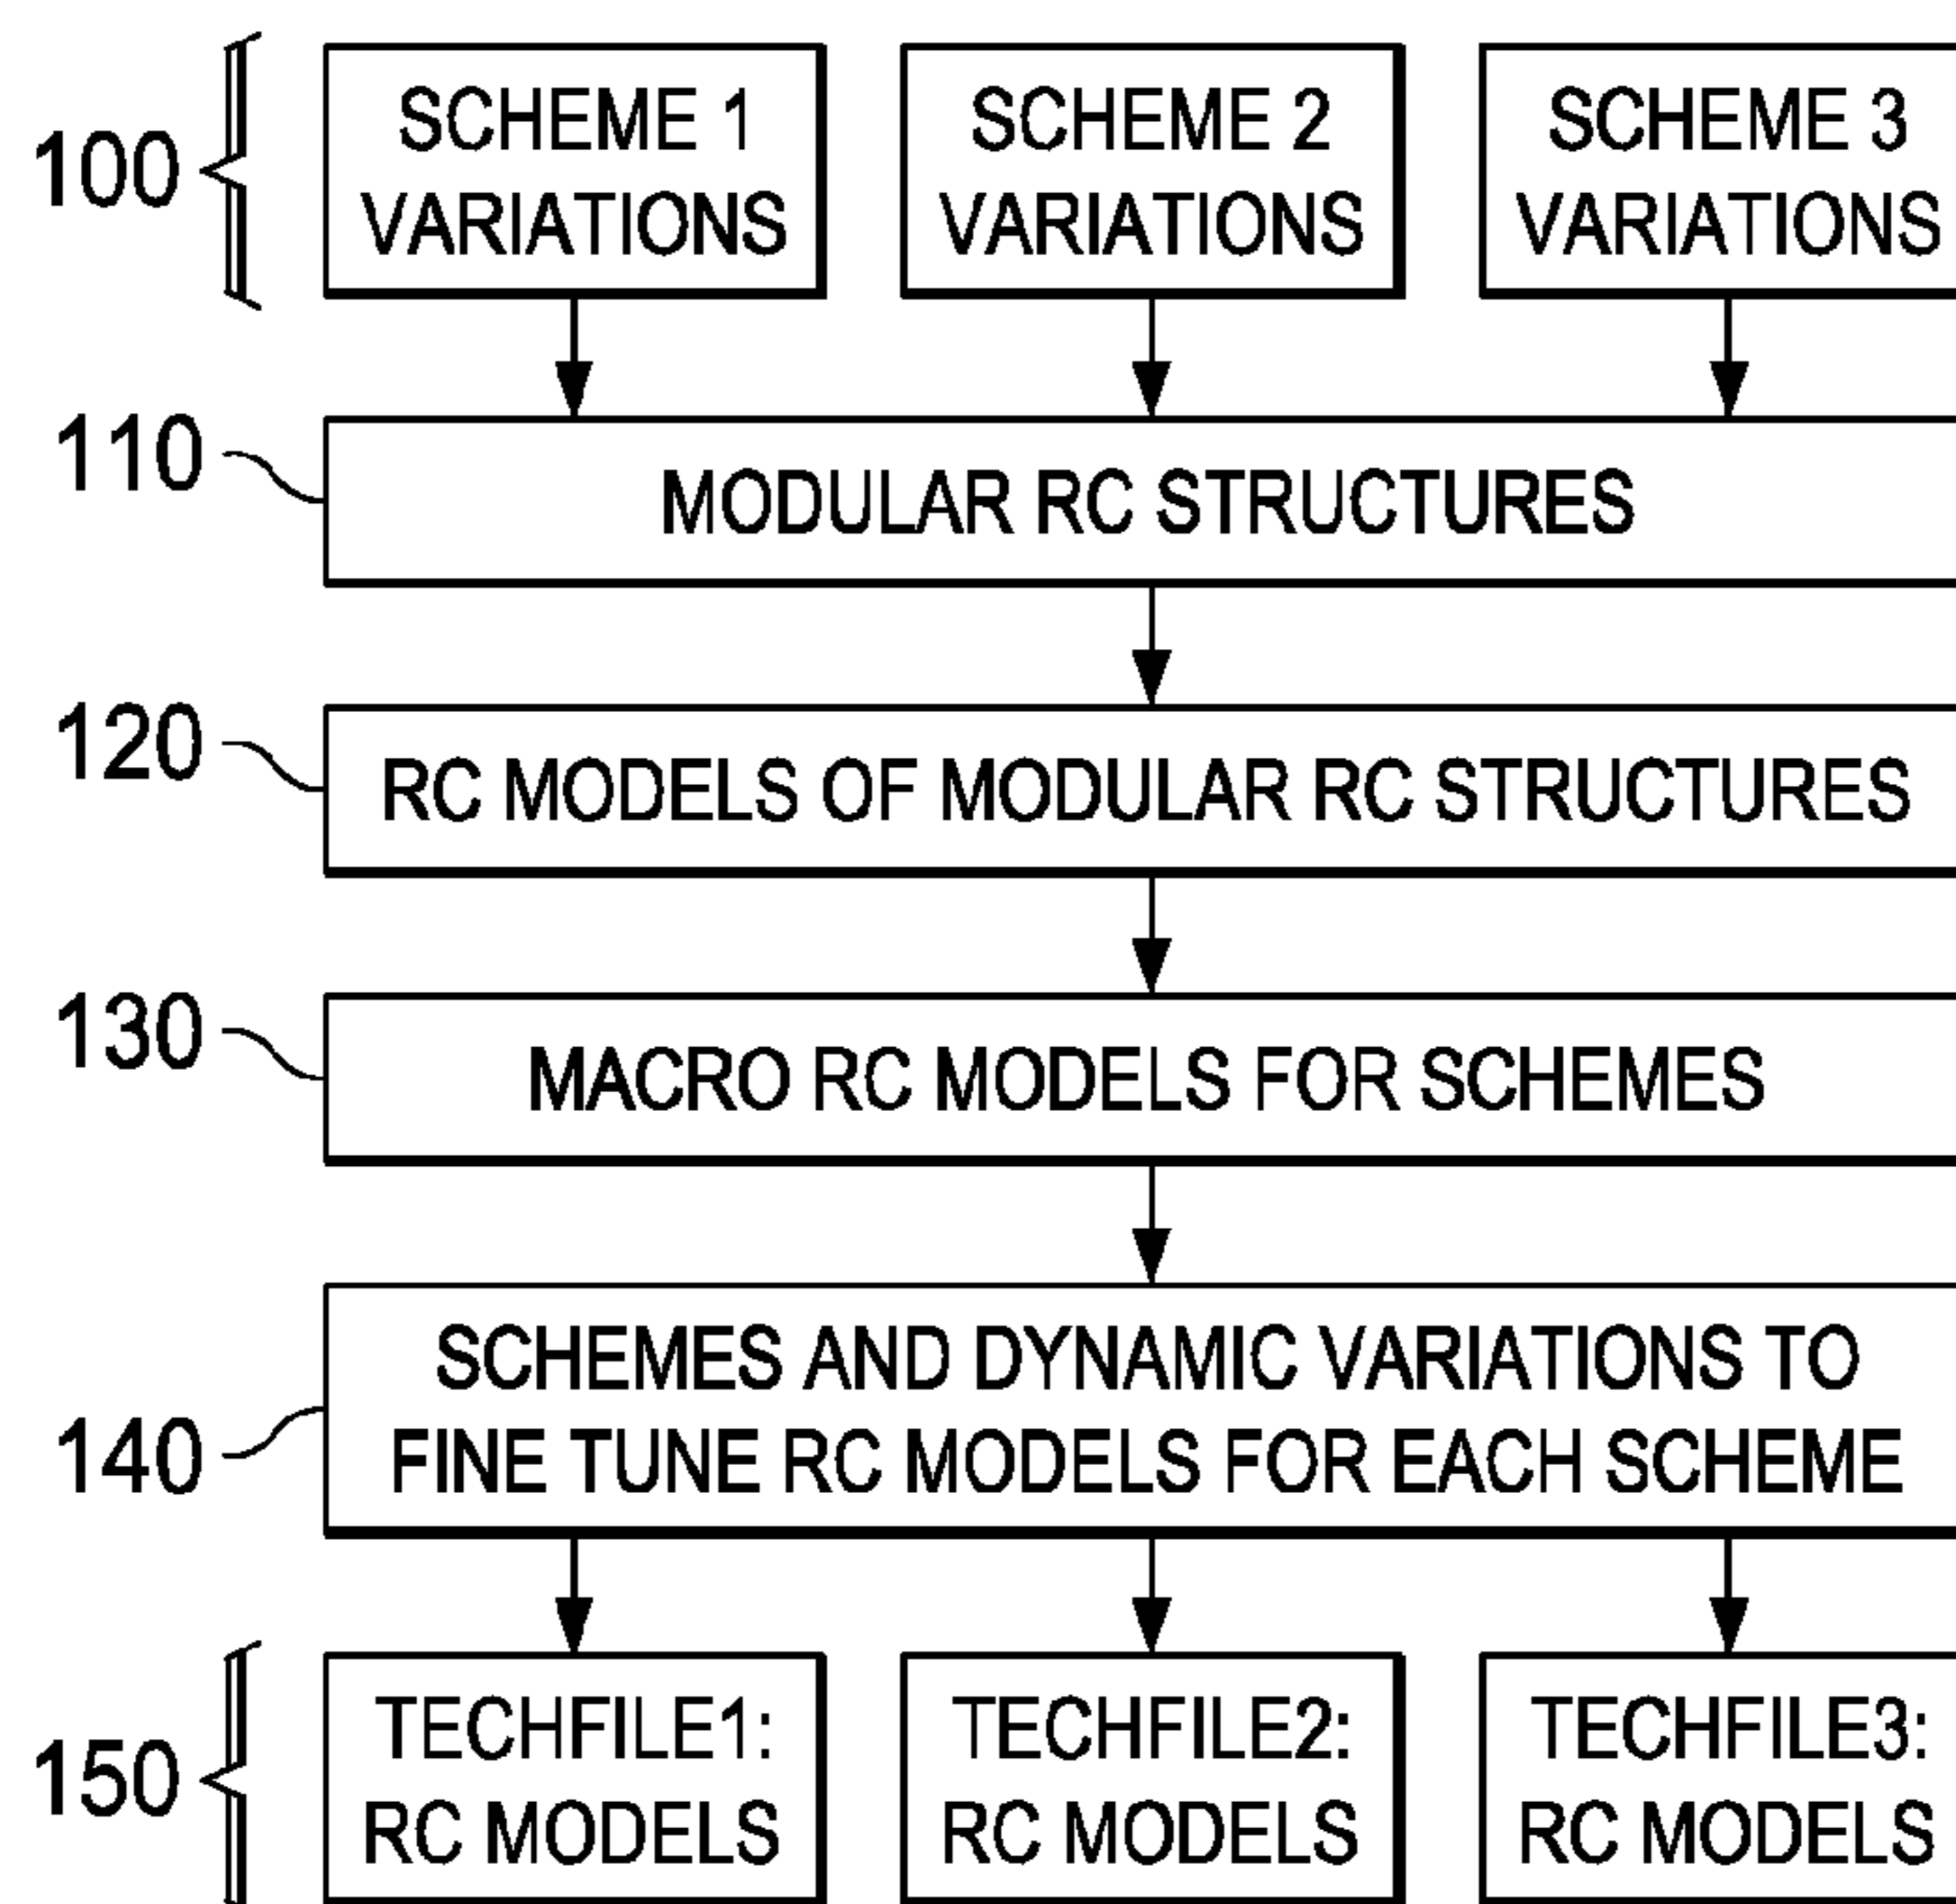 100
SCHEME 1
VARIATIONS
SCHEME 2
VARIATIONS
SCHEME 3
VARIATIONS
110
MODULAR RC STRUCTURES
120
RC MODELS OF MODULAR RC STRUCTURES
130
MACRO RC MODELS FOR SCHEMES
140
SCHEMES AND DYNAMIC VARIATIONS TO
FINE TUNE RC MODELS FOR EACH SCHEME
150
TECHFILE1:
RC MODELS
TECHFILE2:
RC MODELS
TECHFILE3:
RC MODELS